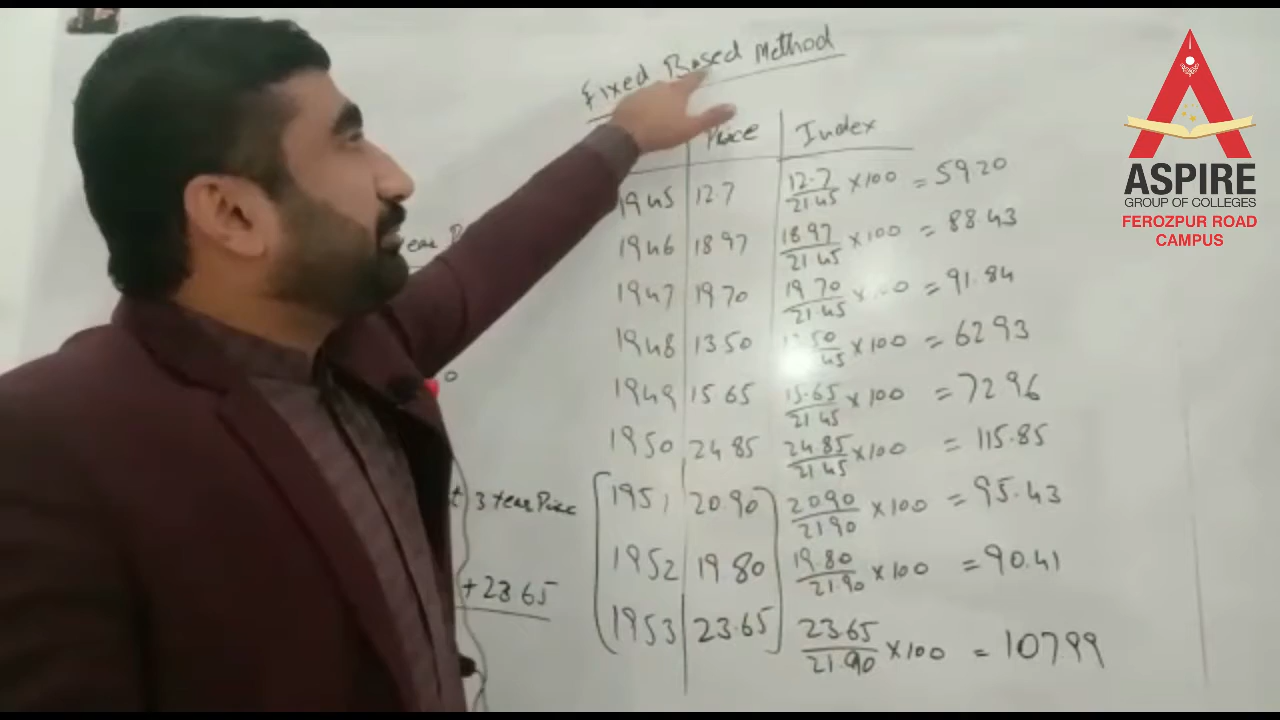 Fixed Based Method
Price Index
1945 12.7 12.7/21.45 ×100 = 59 20
1946 18 97 18 97/21.45 ×100 = 88 43
1947 19 70 19 70/21.45 × 00 = 91.84
1948 13 50 50/45 ×100 = 62 93
1949 15 65 15.65/21 45 ×100 = 72 96
1950 24 85 24 85/21 45 ×100 = 115.85
3 Year Price 1951 20.90 20 90/21 90 ×100 = 95.43
1952 19 80 19.80/21.90 ×100 = 90.41
+ 23 65 1953 23.65 23 65/21.90 ×100 = 107 99
ASPIRE
GROUP OF COLLEGES
FEROZPUR ROAD
CAMPUS